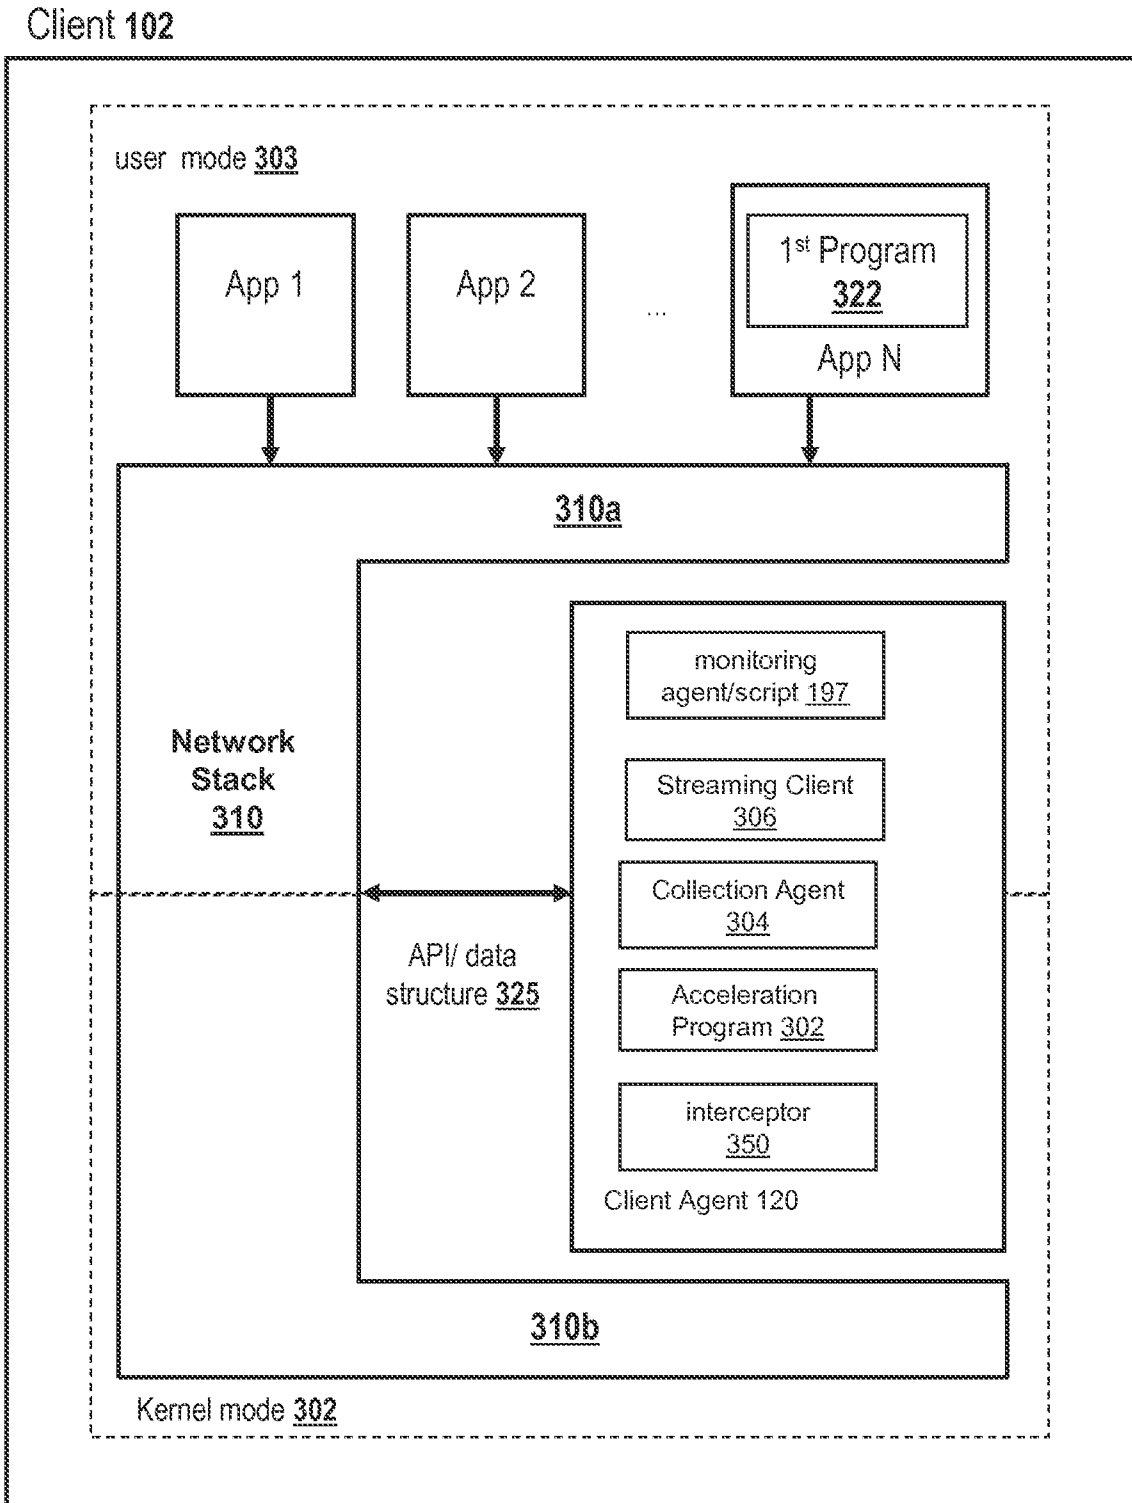 Client 102
user mode 303
App 1
App 2
...
1st Program
322
App N
310a
monitoring
agent/script 197
Network
Stack
310
Streaming Client
306
Collection Agent
304
API/ data
structure 325
Acceleration
Program 302
interceptor
350
Client Agent 120
310b
Kernel mode 302